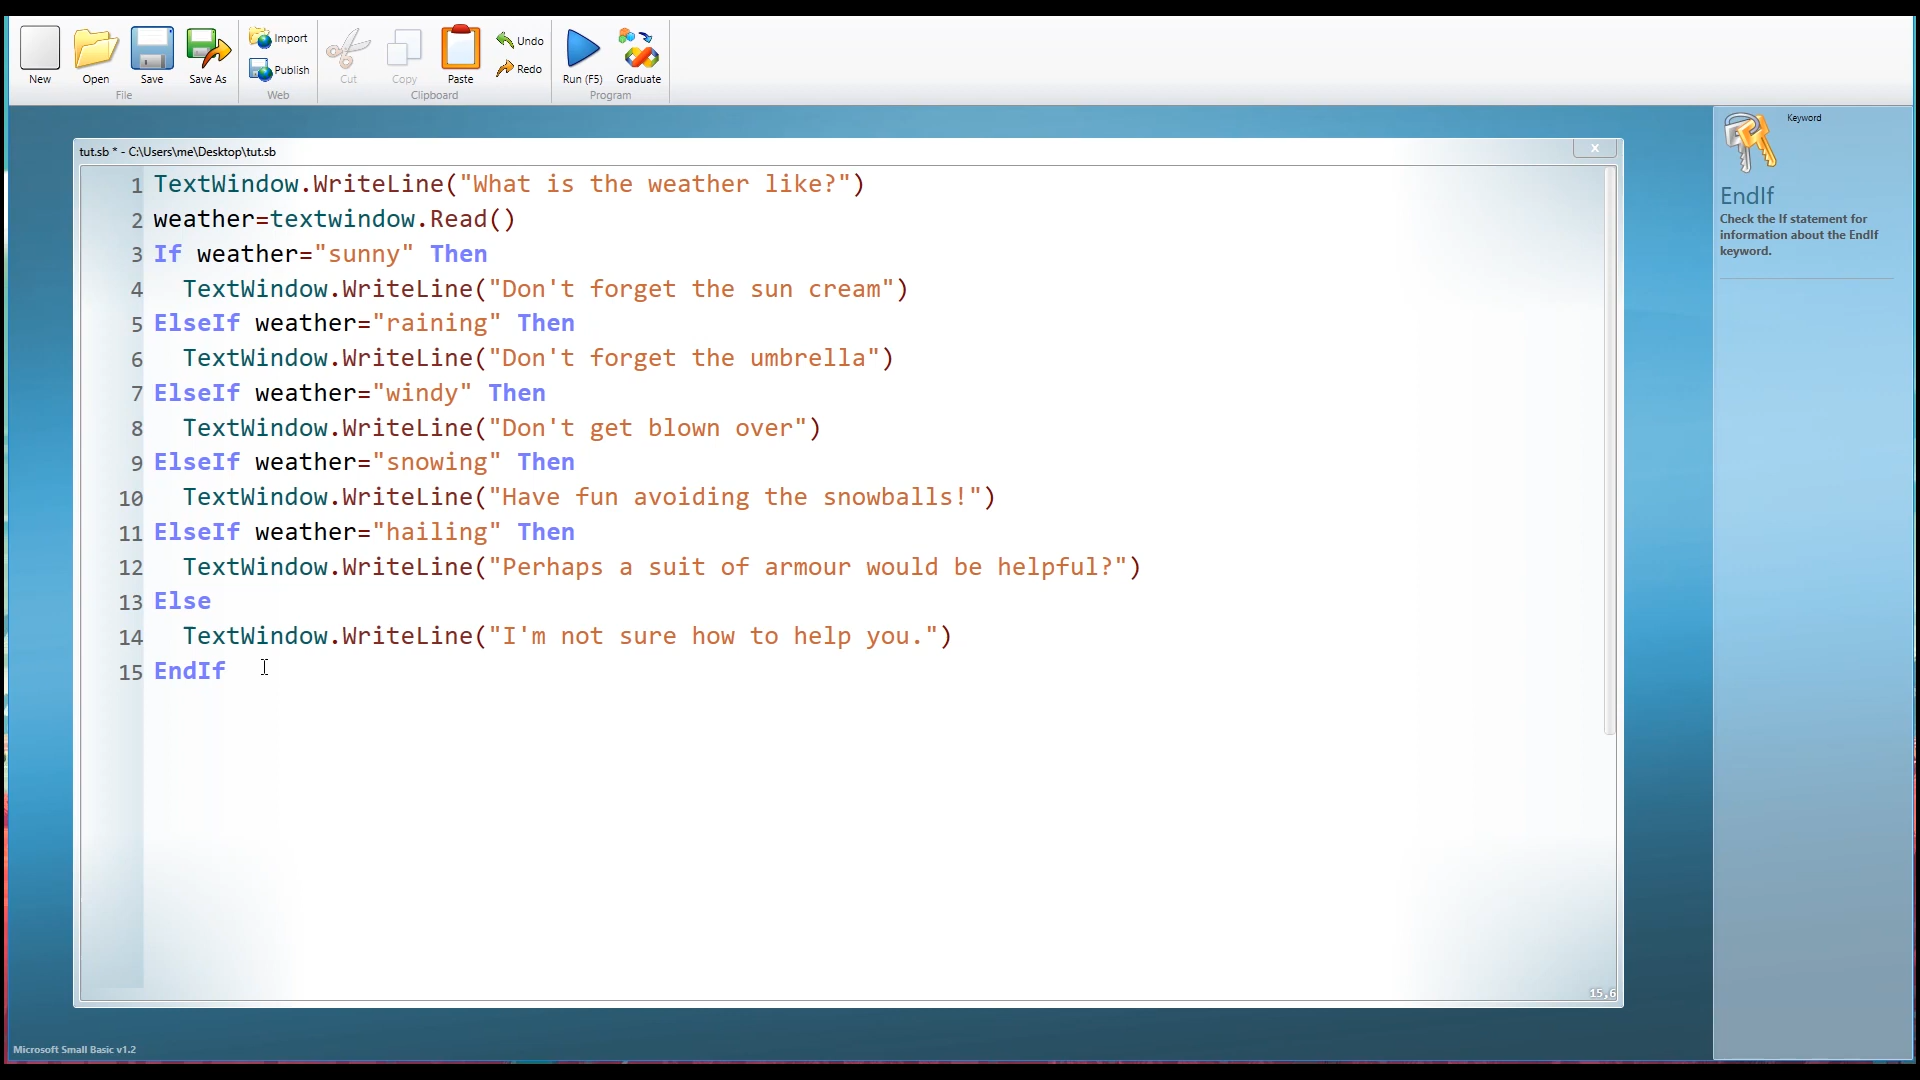 New
Open
Save
Save As
File
Import
Publish
Web
Cut
Copy
Paste
Undo
Redo
Clipboard
Run (F5)
Graduate
Program
tut.sb * - C:\Users\me\Desktop\tut.sb
x
1 TextWindow.WriteLine("What is the weather like?")
2 weather=textwindow.Read()
3 If weather="sunny" Then
4 TextWindow.WriteLine("Don't forget the sun cream")
5 ElseIf weather="raining" Then
6 TextWindow.WriteLine("Don't forget the umbrella")
7 ElseIf weather="windy" Then
8 TextWindow.WriteLine("Don't get blown over")
9 ElseIf weather="snowing" Then
10 TextWindow.WriteLine("Have fun avoiding the snowballs!")
11 ElseIf weather="hailing" Then
12 TextWindow.WriteLine("Perhaps a suit of armour would be helpful?")
13 Else
14 TextWindow.WriteLine("I'm not sure how to help you.")
15 EndIf
15,6
Keyword
EndIf
Check the If statement for
information about the EndIf
keyword.
Microsoft Small Basic v1.2